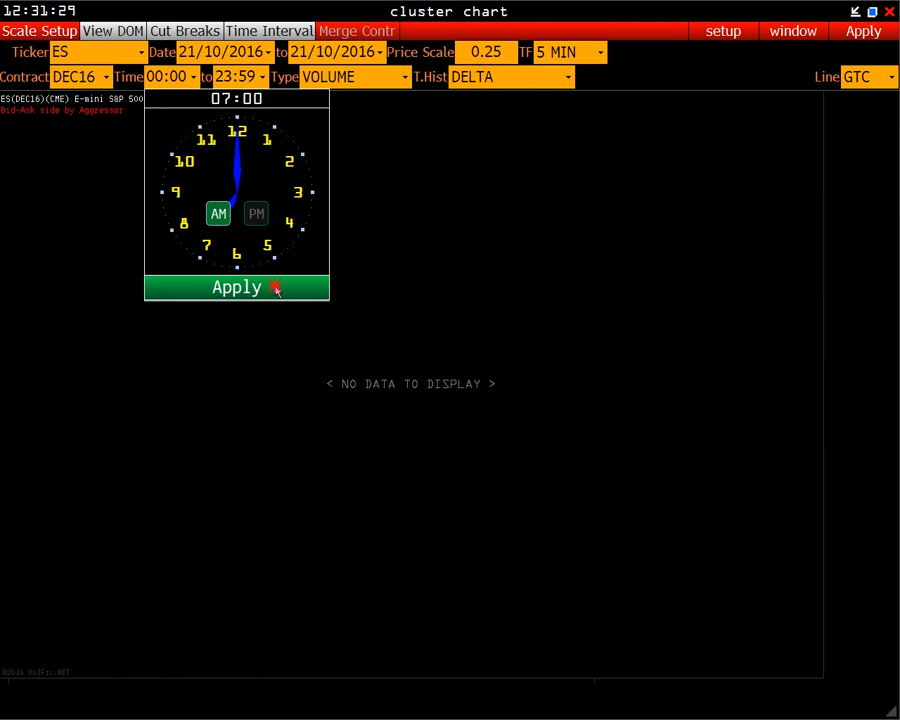 12:31:29 cluster chart
Scale Setup View DOM Cut Breaks Time Interval Merge Contr setup window Apply
Ticker ES Date 21/10/2016 to 21/10/2016 Price Scale 0.25 TF 5 MIN
Contract DEC16 Time 00:00 to 23:59 Type VOLUME T.Hist DELTA Line GTC
ES(DEC16)(CME) E-mini S&P 500
Bid-Ask side by Aggressor
07:00
12
11 1
10 2
9 3
AM PM
8 4
7 5
6
Apply
< NO DATA TO DISPLAY >
©2016 VolFix.NET